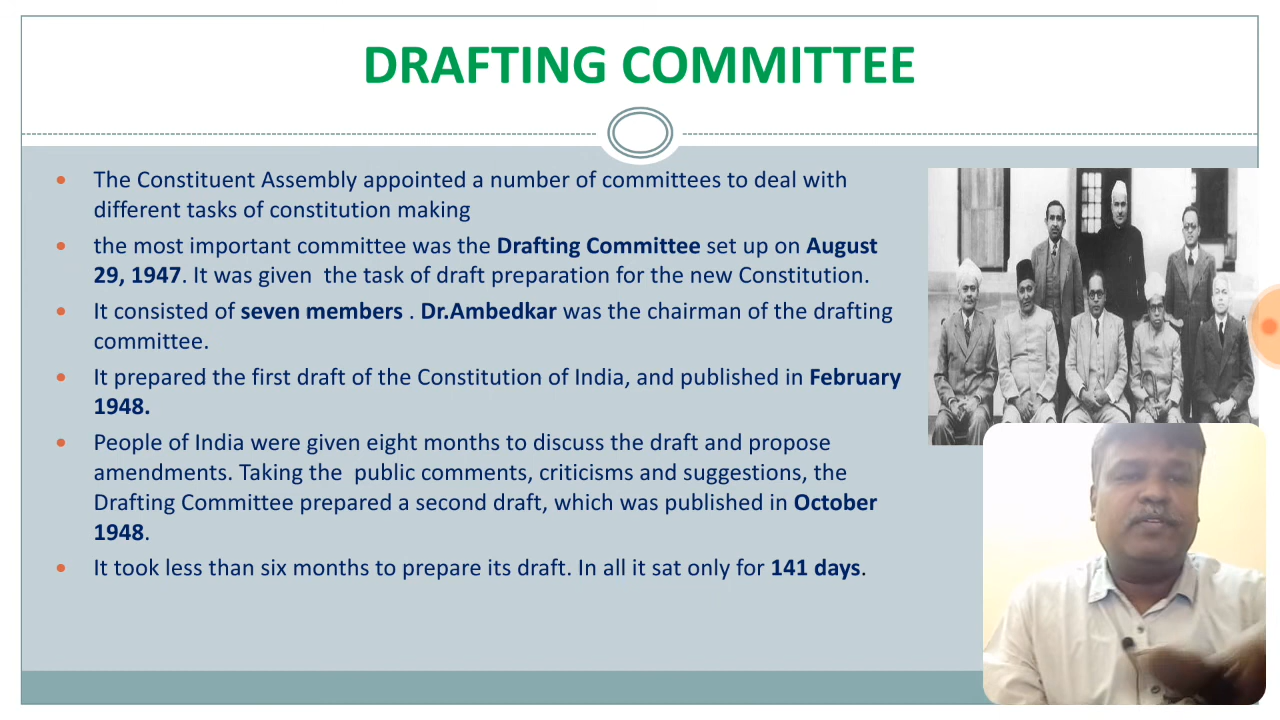 DRAFTING COMMITTEE
The Constituent Assembly appointed a number of committees to deal with
different tasks of constitution making
the most important committee was the Drafting Committee set up on August
29, 1947. It was given  the task of draft preparation for the new Constitution.
It consisted of seven members . Dr.Ambedkar was the chairman of the drafting
committee.
It prepared the first draft of the Constitution of India, and published in February
1948.
People of India were given eight months to discuss the draft and propose
amendments. Taking the  public comments, criticisms and suggestions, the
Drafting Committee prepared a second draft, which was published in October
1948.
It took less than six months to prepare its draft. In all it sat only for 141 days.